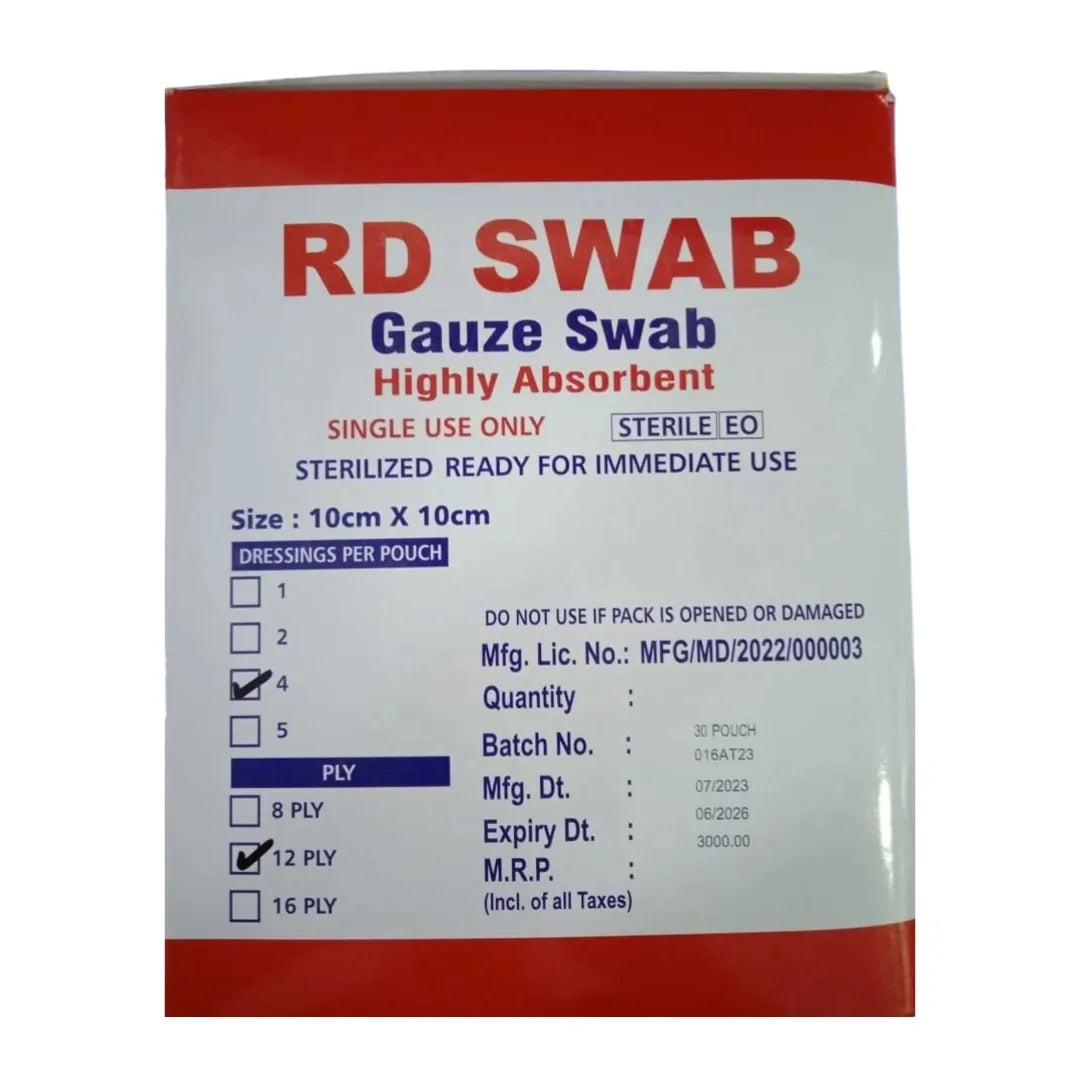 RD SWAB
Gauze Swab
Highly Absorbent
SINGLE USE ONLY STERILE EO
STERILIZED READY FOR IMMEDIATE USE
Size : 10cm X 10cm
DRESSINGS PER POUCH
1
2
4
5
PLY
8 PLY
12 PLY
16 PLY
DO NOT USE IF PACK IS OPENED OR DAMAGED
Mfg. Lic. No.: MFG/MD/2022/000003
Quantity :
30 POUCH
Batch No. :
016AT23
Mfg. Dt. :
07/2023
Expiry Dt. :
06/2026
M.R.P. :
3000.00
(Incl. of all Taxes)